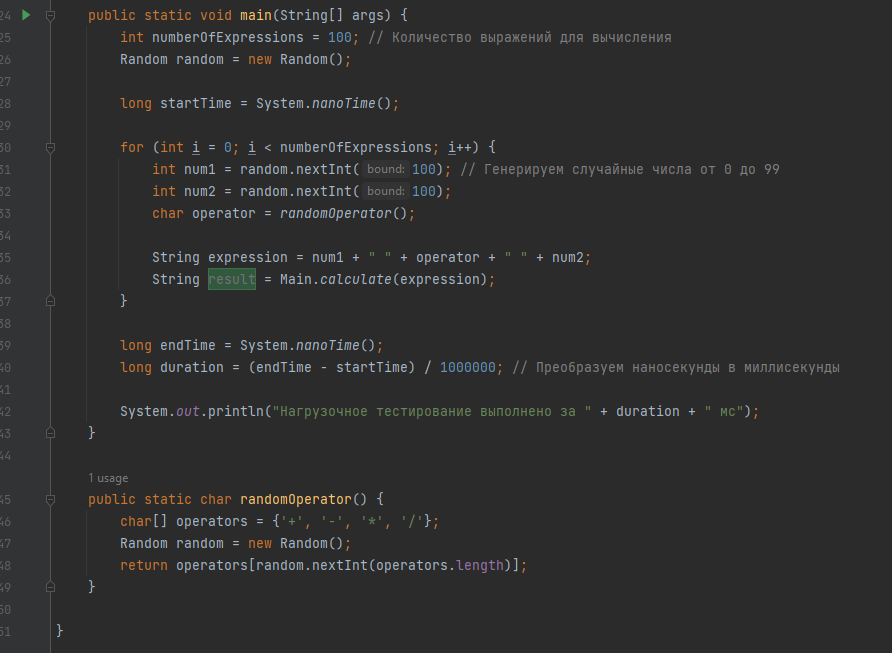 24 public static void main(String[] args) {
25 int numberOfExpressions = 100; // Количество выражений для вычисления
26 Random random = new Random();
27
28 long startTime = System.nanoTime();
29
30 for (int i = 0; i < numberOfExpressions; i++) {
31 int num1 = random.nextInt( bound: 100); // Генерируем случайные числа от 0 до 99
32 int num2 = random.nextInt( bound: 100);
33 char operator = randomOperator();
34
35 String expression = num1 + " " + operator + " " + num2;
36 String result = Main.calculate(expression);
37 }
38
39 long endTime = System.nanoTime();
40 long duration = (endTime - startTime) / 1000000; // Преобразуем наносекунды в миллисекунды
41
42 System.out.println("Нагрузочное тестирование выполнено за " + duration + " мс");
43 }
44
1 usage
45 public static char randomOperator() {
46 char[] operators = {'+', '-', '*', '/'};
47 Random random = new Random();
48 return operators[random.nextInt(operators.length)];
49 }
50
51 }